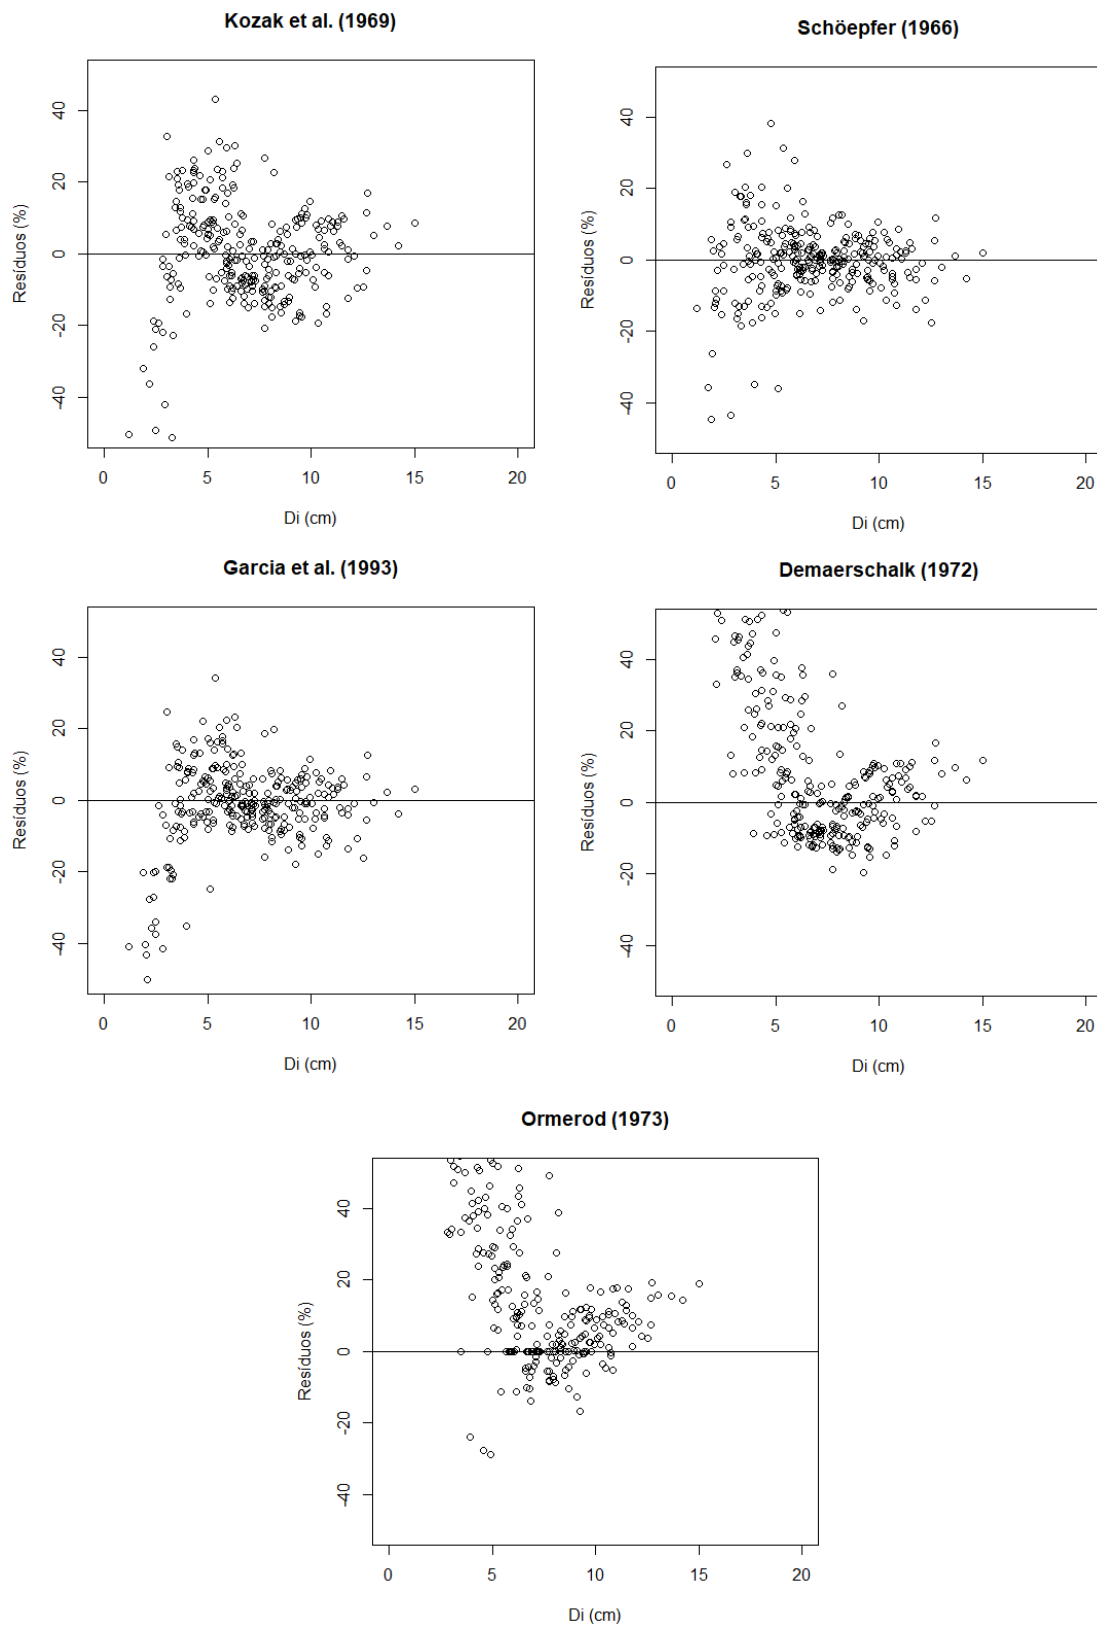 Kozak et al. (1969)
Resíduos (%)
40
20
0
-20
-40
0 5 10 15 20
Di (cm)
Schöepfer (1966)
Resíduos (%)
40
20
0
-20
-40
0 5 10 15 20
Di (cm)
Garcia et al. (1993)
Resíduos (%)
40
20
0
-20
-40
0 5 10 15 20
Di (cm)
Demaerschalk (1972)
Resíduos (%)
40
20
0
-20
-40
0 5 10 15 20
Di (cm)
Ormerod (1973)
Resíduos (%)
40
20
0
-20
-40
0 5 10 15 20
Di (cm)